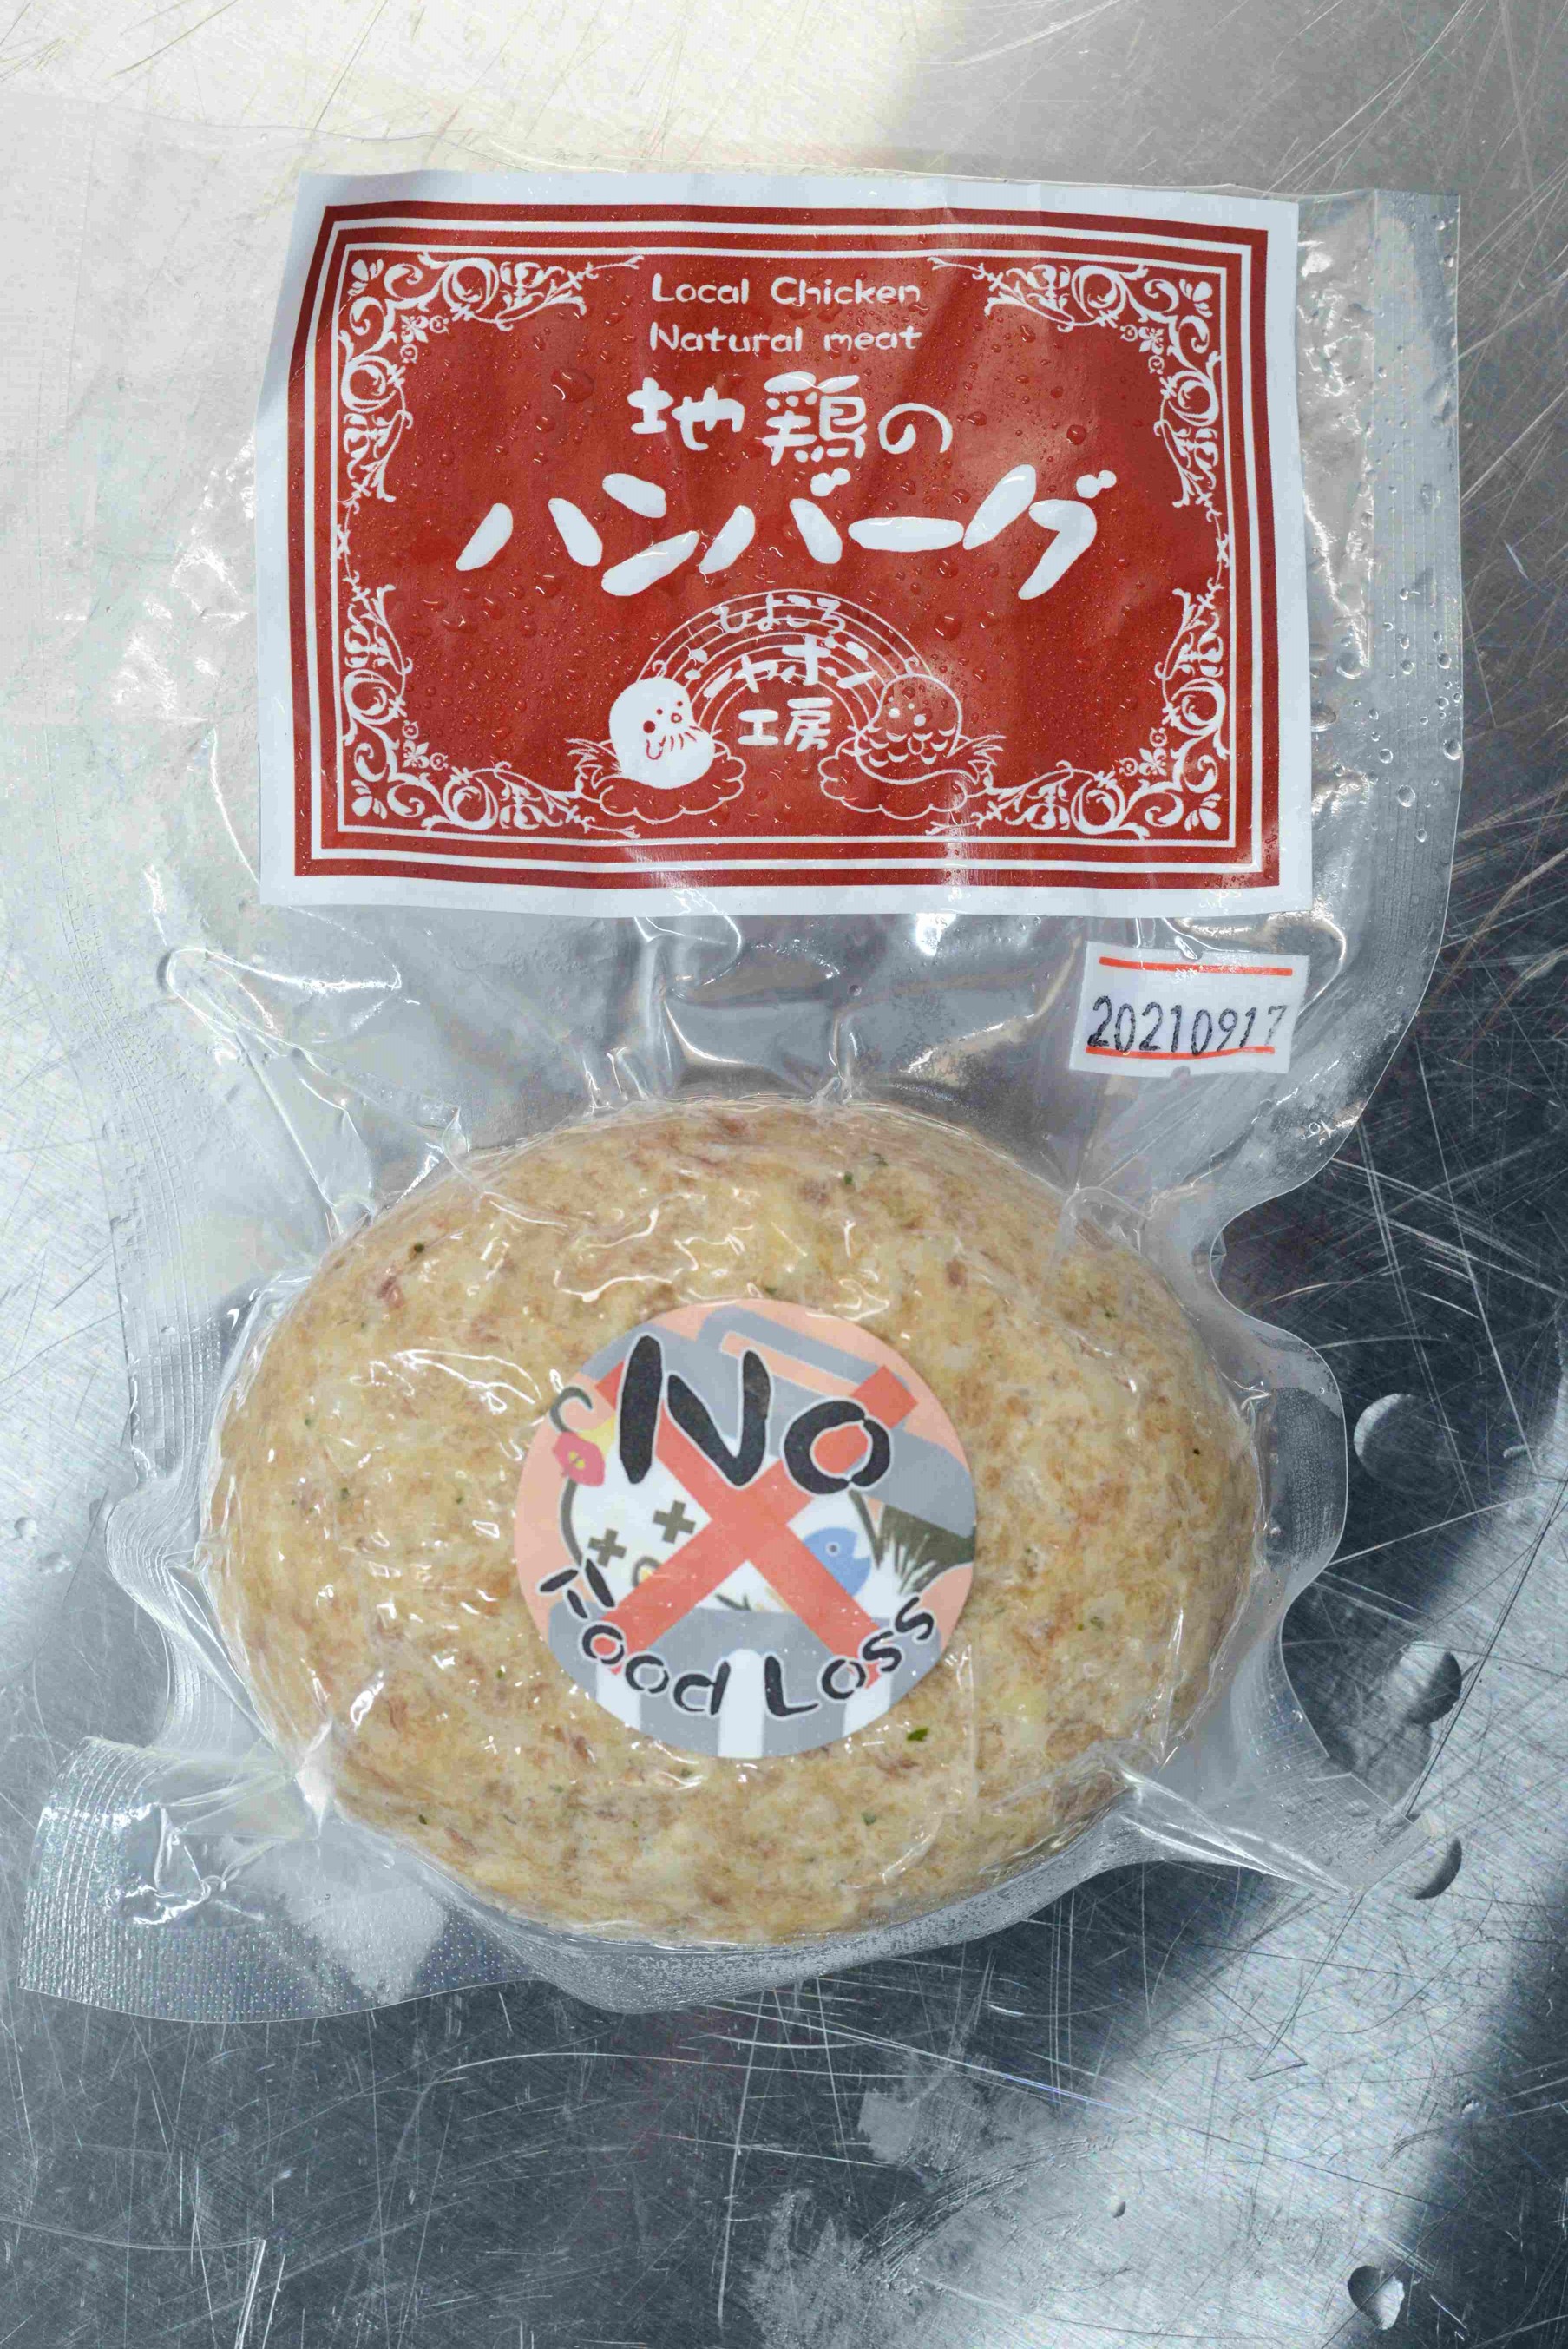 Local Chicken
Natural meat
地鶏の
ハンバーグ
ひよころ
シャボン
工房
20210917
No
Food Loss